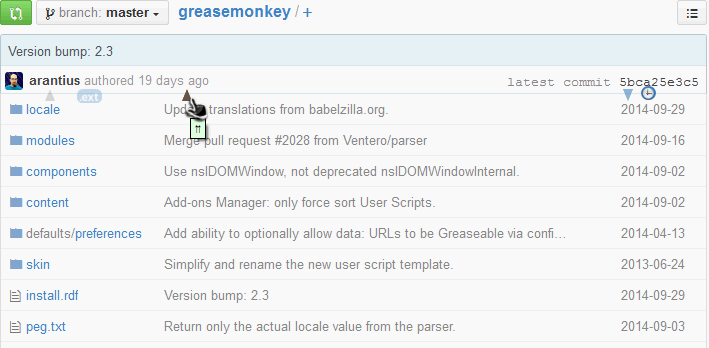 branch: master greasemonkey / +
Version bump: 2.3
arantius authored 19 days ago latest commit 5bca25e3c5
.ext
locale Update translations from babelzilla.org. 2014-09-29
⇈
modules Merge pull request #2028 from Ventero/parser 2014-09-16
components Use nsIDOMWindow, not deprecated nsIDOMWindowInternal. 2014-09-02
content Add-ons Manager: only force sort User Scripts. 2014-09-02
defaults/preferences Add ability to optionally allow data: URLs to be Greaseable via confi… 2014-04-13
skin Simplify and rename the new user script template. 2013-06-24
install.rdf Version bump: 2.3 2014-09-29
peg.txt Return only the actual locale value from the parser. 2014-09-03